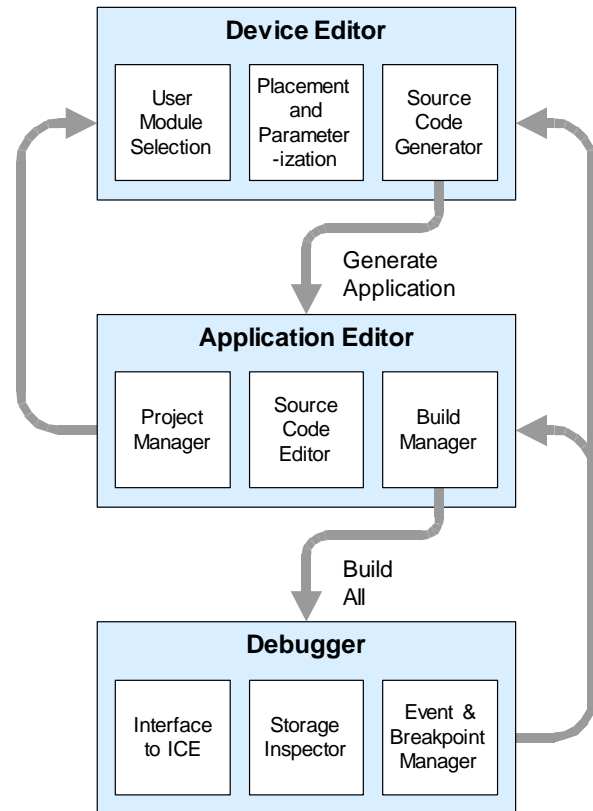 Device Editor
User
Module
Selection
Placement
and
Parameter
-ization
Source
Code
Generator
Generate
Application
Application Editor
Project
Manager
Source
Code
Editor
Build
Manager
Build
All
Debugger
Interface
to ICE
Storage
Inspector
Event &
Breakpoint
Manager